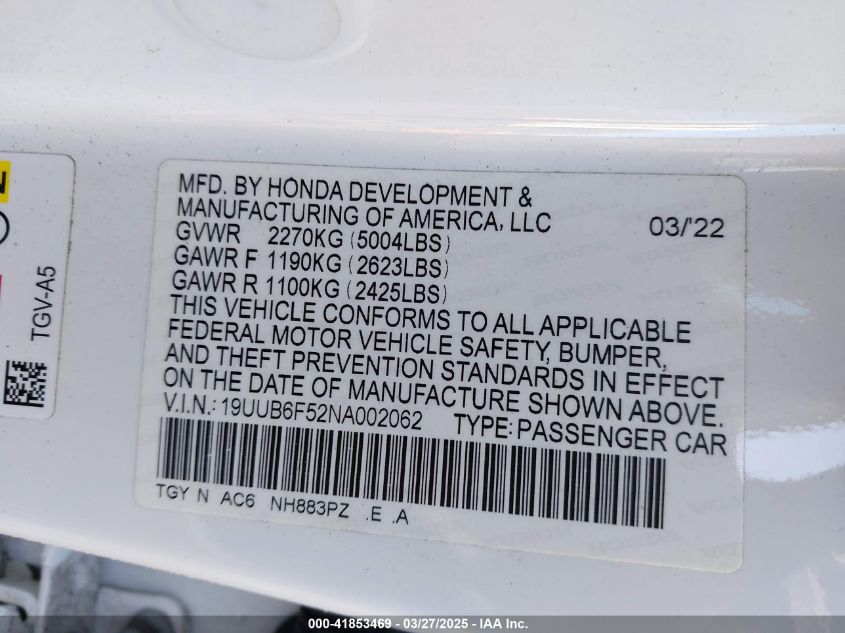 N
TGV-A5
MFD. BY HONDA DEVELOPMENT &
MANUFACTURING OF AMERICA, LLC
03/'22
GVWR 2270KG (5004LBS)
GAWR F 1190KG (2623LBS)
GAWR R 1100KG (2425LBS)
THIS VEHICLE CONFORMS TO ALL APPLICABLE
FEDERAL MOTOR VEHICLE SAFETY, BUMPER,
AND THEFT PREVENTION STANDARDS IN EFFECT
ON THE DATE OF MANUFACTURE SHOWN ABOVE.
V.I.N.: 19UUB6F52NA002062 TYPE: PASSENGER CAR
TGY N AC6 NH883PZ .E .A
000-41853469 - 03/27/2025 - IAA Inc.